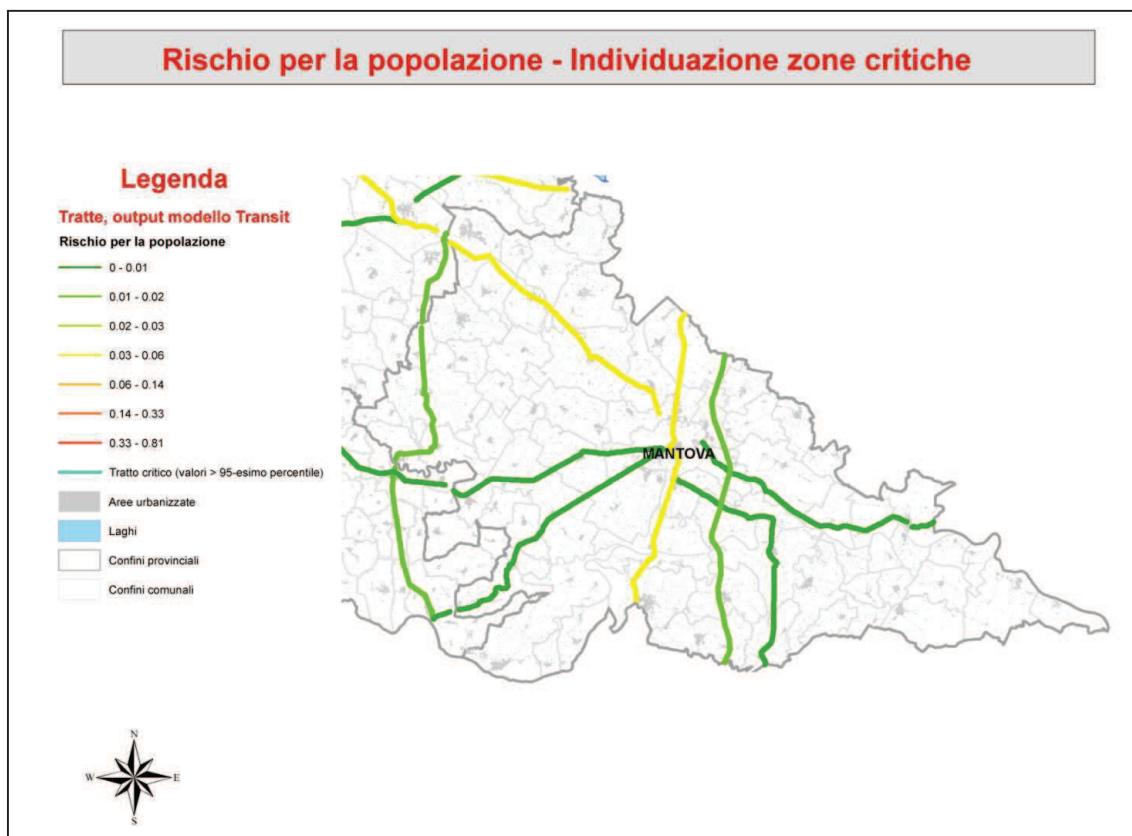 Rischio per la popolazione - Individuazione zone critiche
Legenda
Tratte, output modello Transit
Rischio per la popolazione
0 - 0.01
0.01 - 0.02
0.02 - 0.03
0.03 - 0.06
0.06 - 0.14
0.14 - 0.33
0.33 - 0.81
Tratto critico (valori > 95-esimo percentile)
Aree urbanizzate
Laghi
Confini provinciali
Confini comunali
MANTOVA
N
W
E
S